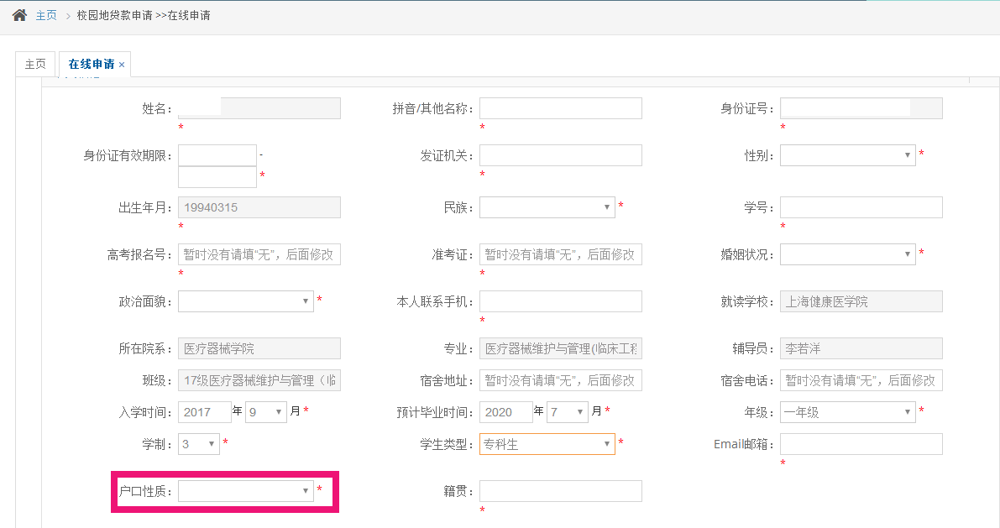 主页 > 校园地贷款申请 >>在线申请
主页 在线申请 ×
姓名： 拼音/其他名称： 身份证号：
* * *
身份证有效期限： - 发证机关： 性别： *
* *
出生年月： 19940315 民族： * 学号：
* *
高考报名号： 暂时没有请填“无”，后面修改 准考证： 暂时没有请填“无”，后面修改 婚姻状况： *
* *
政治面貌： * 本人联系手机： 就读学校： 上海健康医学院
*
所在院系： 医疗器械学院 专业： 医疗器械维护与管理(临床工程 辅导员： 李若洋
班级： 17级医疗器械维护与管理（临 宿舍地址： 暂时没有请填“无”，后面修改 宿舍电话： 暂时没有请填“无”，后面修改
入学时间： 2017 年 9 月 * 预计毕业时间： 2020 年 7 月 * 年级： 一年级 *
学制： 3 * 学生类型： 专科生 * Email邮箱：
*
户口性质： * 籍贯：
*